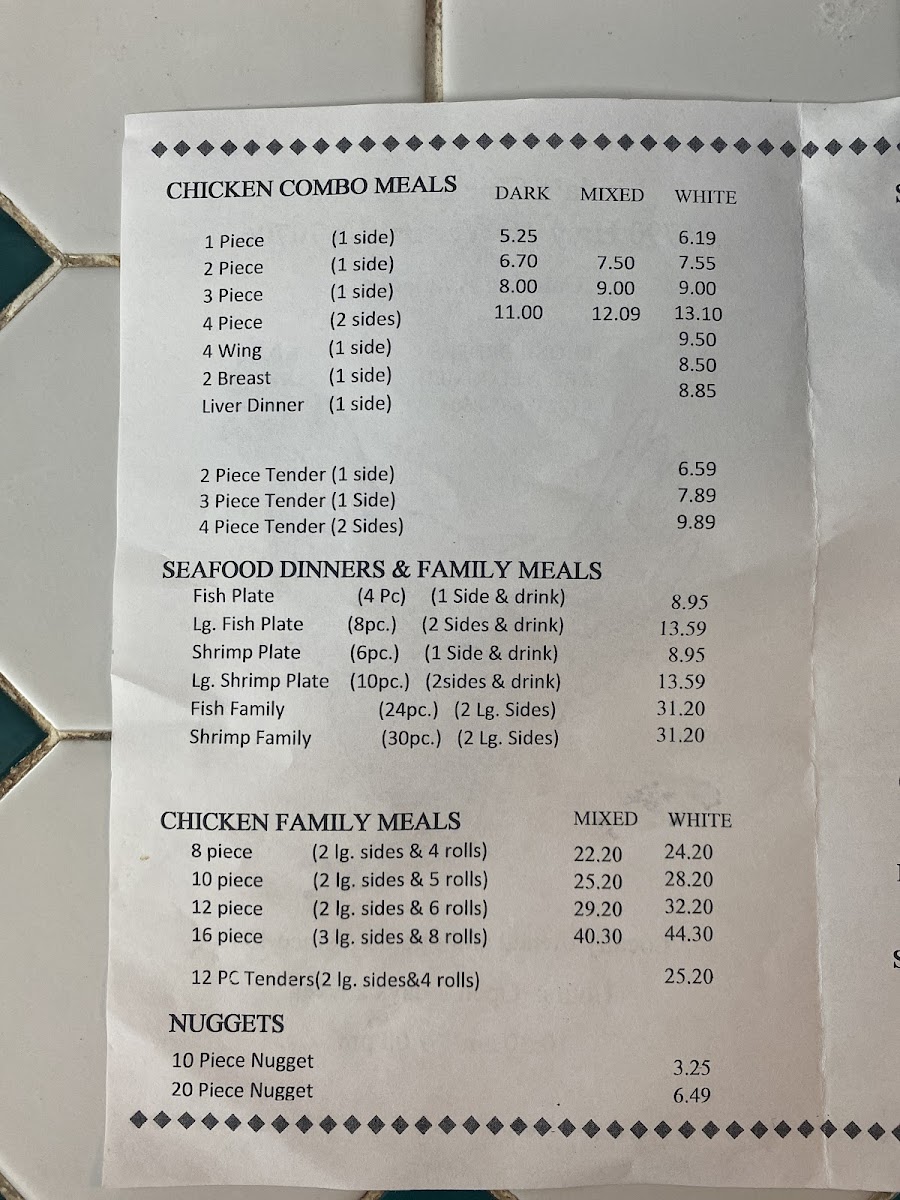 CHICKEN COMBO MEALS DARK MIXED WHITE
1 Piece (1 side) 5.25 6.19
2 Piece (1 side) 6.70 7.50 7.55
3 Piece (1 side) 8.00 9.00 9.00
4 Piece (2 sides) 11.00 12.09 13.10
4 Wing (1 side) 9.50
2 Breast (1 side) 8.50
Liver Dinner (1 side) 8.85
2 Piece Tender (1 side) 6.59
3 Piece Tender (1 Side) 7.89
4 Piece Tender (2 Sides) 9.89
SEAFOOD DINNERS & FAMILY MEALS
Fish Plate (4 Pc) (1 Side & drink) 8.95
Lg. Fish Plate (8pc.) (2 Sides & drink) 13.59
Shrimp Plate (6pc.) (1 Side & drink) 8.95
Lg. Shrimp Plate (10pc.) (2sides & drink) 13.59
Fish Family (24pc.) (2 Lg. Sides) 31.20
Shrimp Family (30pc.) (2 Lg. Sides) 31.20
CHICKEN FAMILY MEALS MIXED WHITE
8 piece (2 lg. sides & 4 rolls) 22.20 24.20
10 piece (2 lg. sides & 5 rolls) 25.20 28.20
12 piece (2 lg. sides & 6 rolls) 29.20 32.20
16 piece (3 lg. sides & 8 rolls) 40.30 44.30
12 PC Tenders(2 lg. sides&4 rolls) 25.20
NUGGETS
10 Piece Nugget 3.25
20 Piece Nugget 6.49